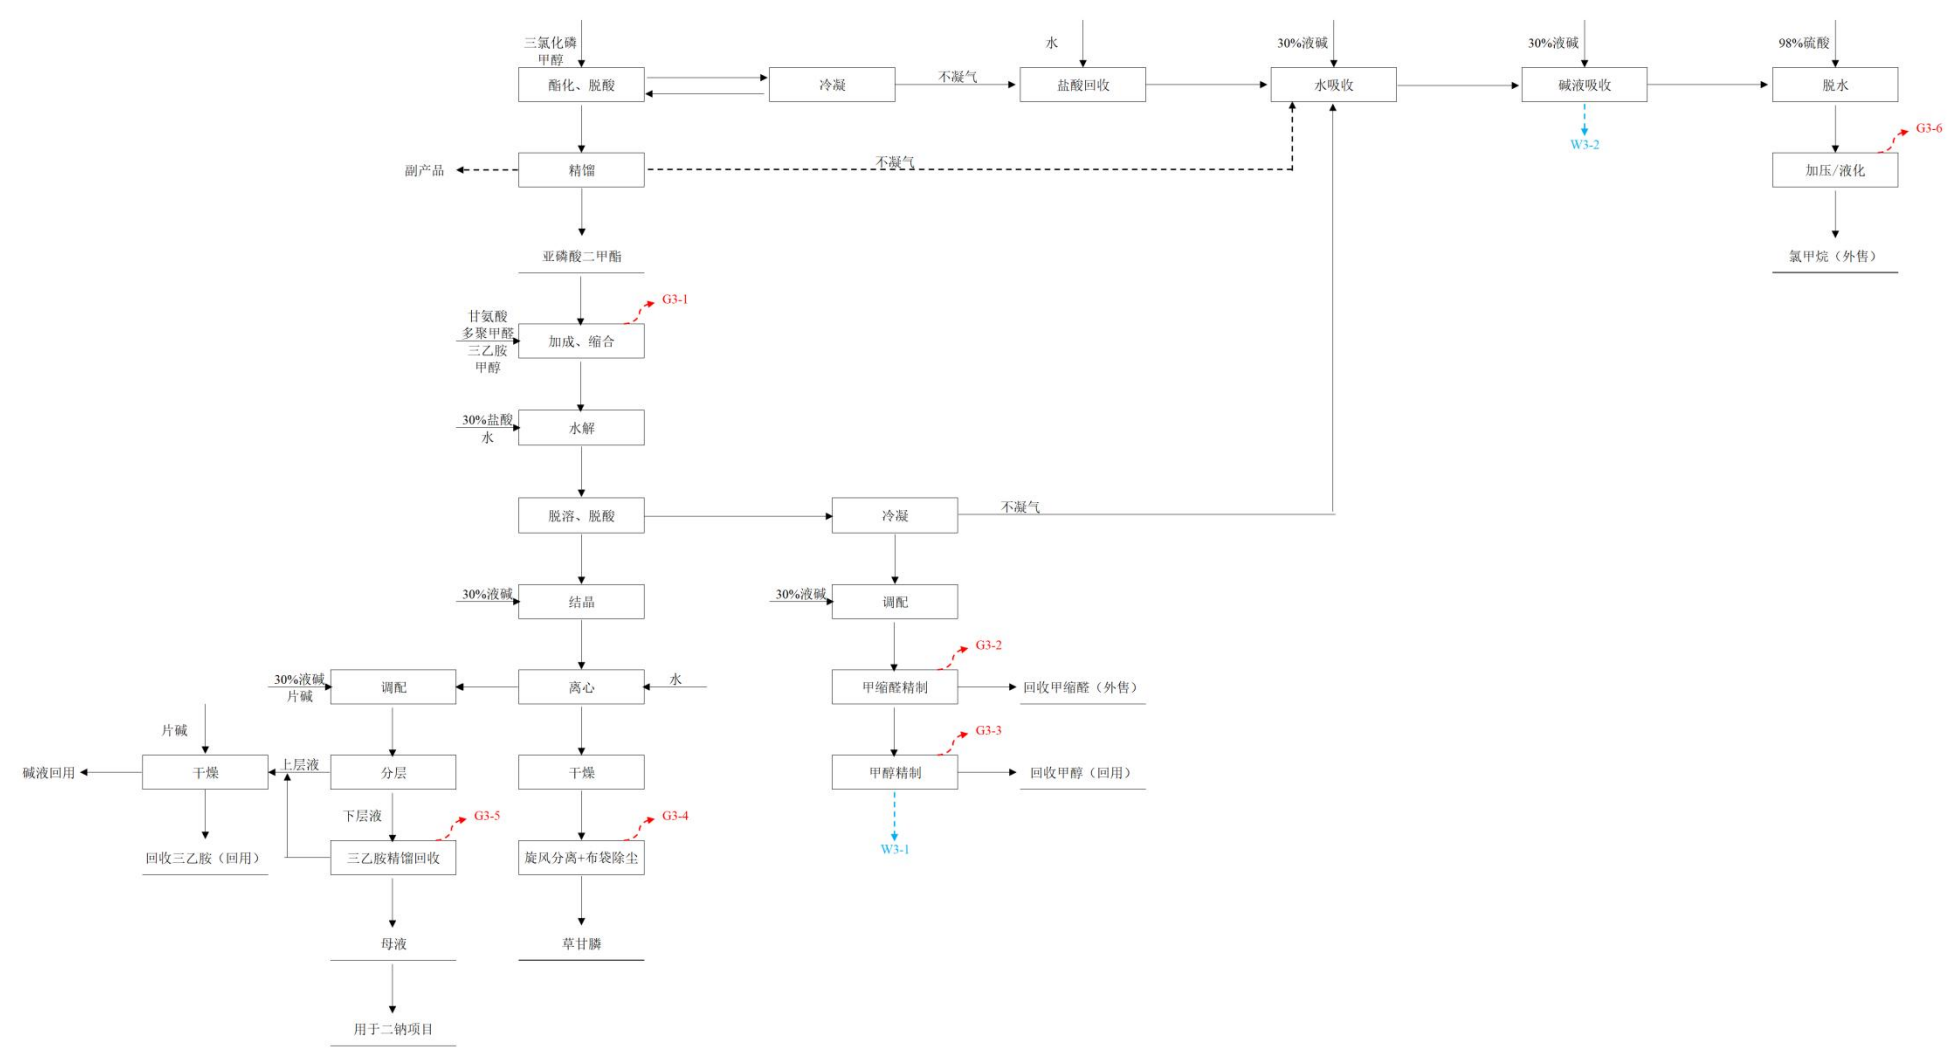 三氯化磷
甲醇
水
30%液碱
30%液碱
98%硫酸
酯化、脱酸
冷凝
不凝气
盐酸回收
水吸收
碱液吸收
脱水
W3-2
G3-6
副产品
精馏
不凝气
加压/液化
亚磷酸二甲酯
氯甲烷（外售）
G3-1
甘氨酸
多聚甲醛
三乙胺
甲醇
加成、缩合
30%盐酸
水
水解
脱溶、脱酸
冷凝
不凝气
30%液碱
结晶
30%液碱
调配
G3-2
30%液碱
片碱
调配
离心
水
甲缩醛精制
回收甲缩醛（外售）
片碱
G3-3
碱液回用
干燥
上层液
分层
干燥
甲醇精制
回收甲醇（回用）
下层液
G3-5
G3-4
W3-1
回收三乙胺（回用）
三乙胺精馏回收
旋风分离+布袋除尘
母液
草甘膦
用于二钠项目